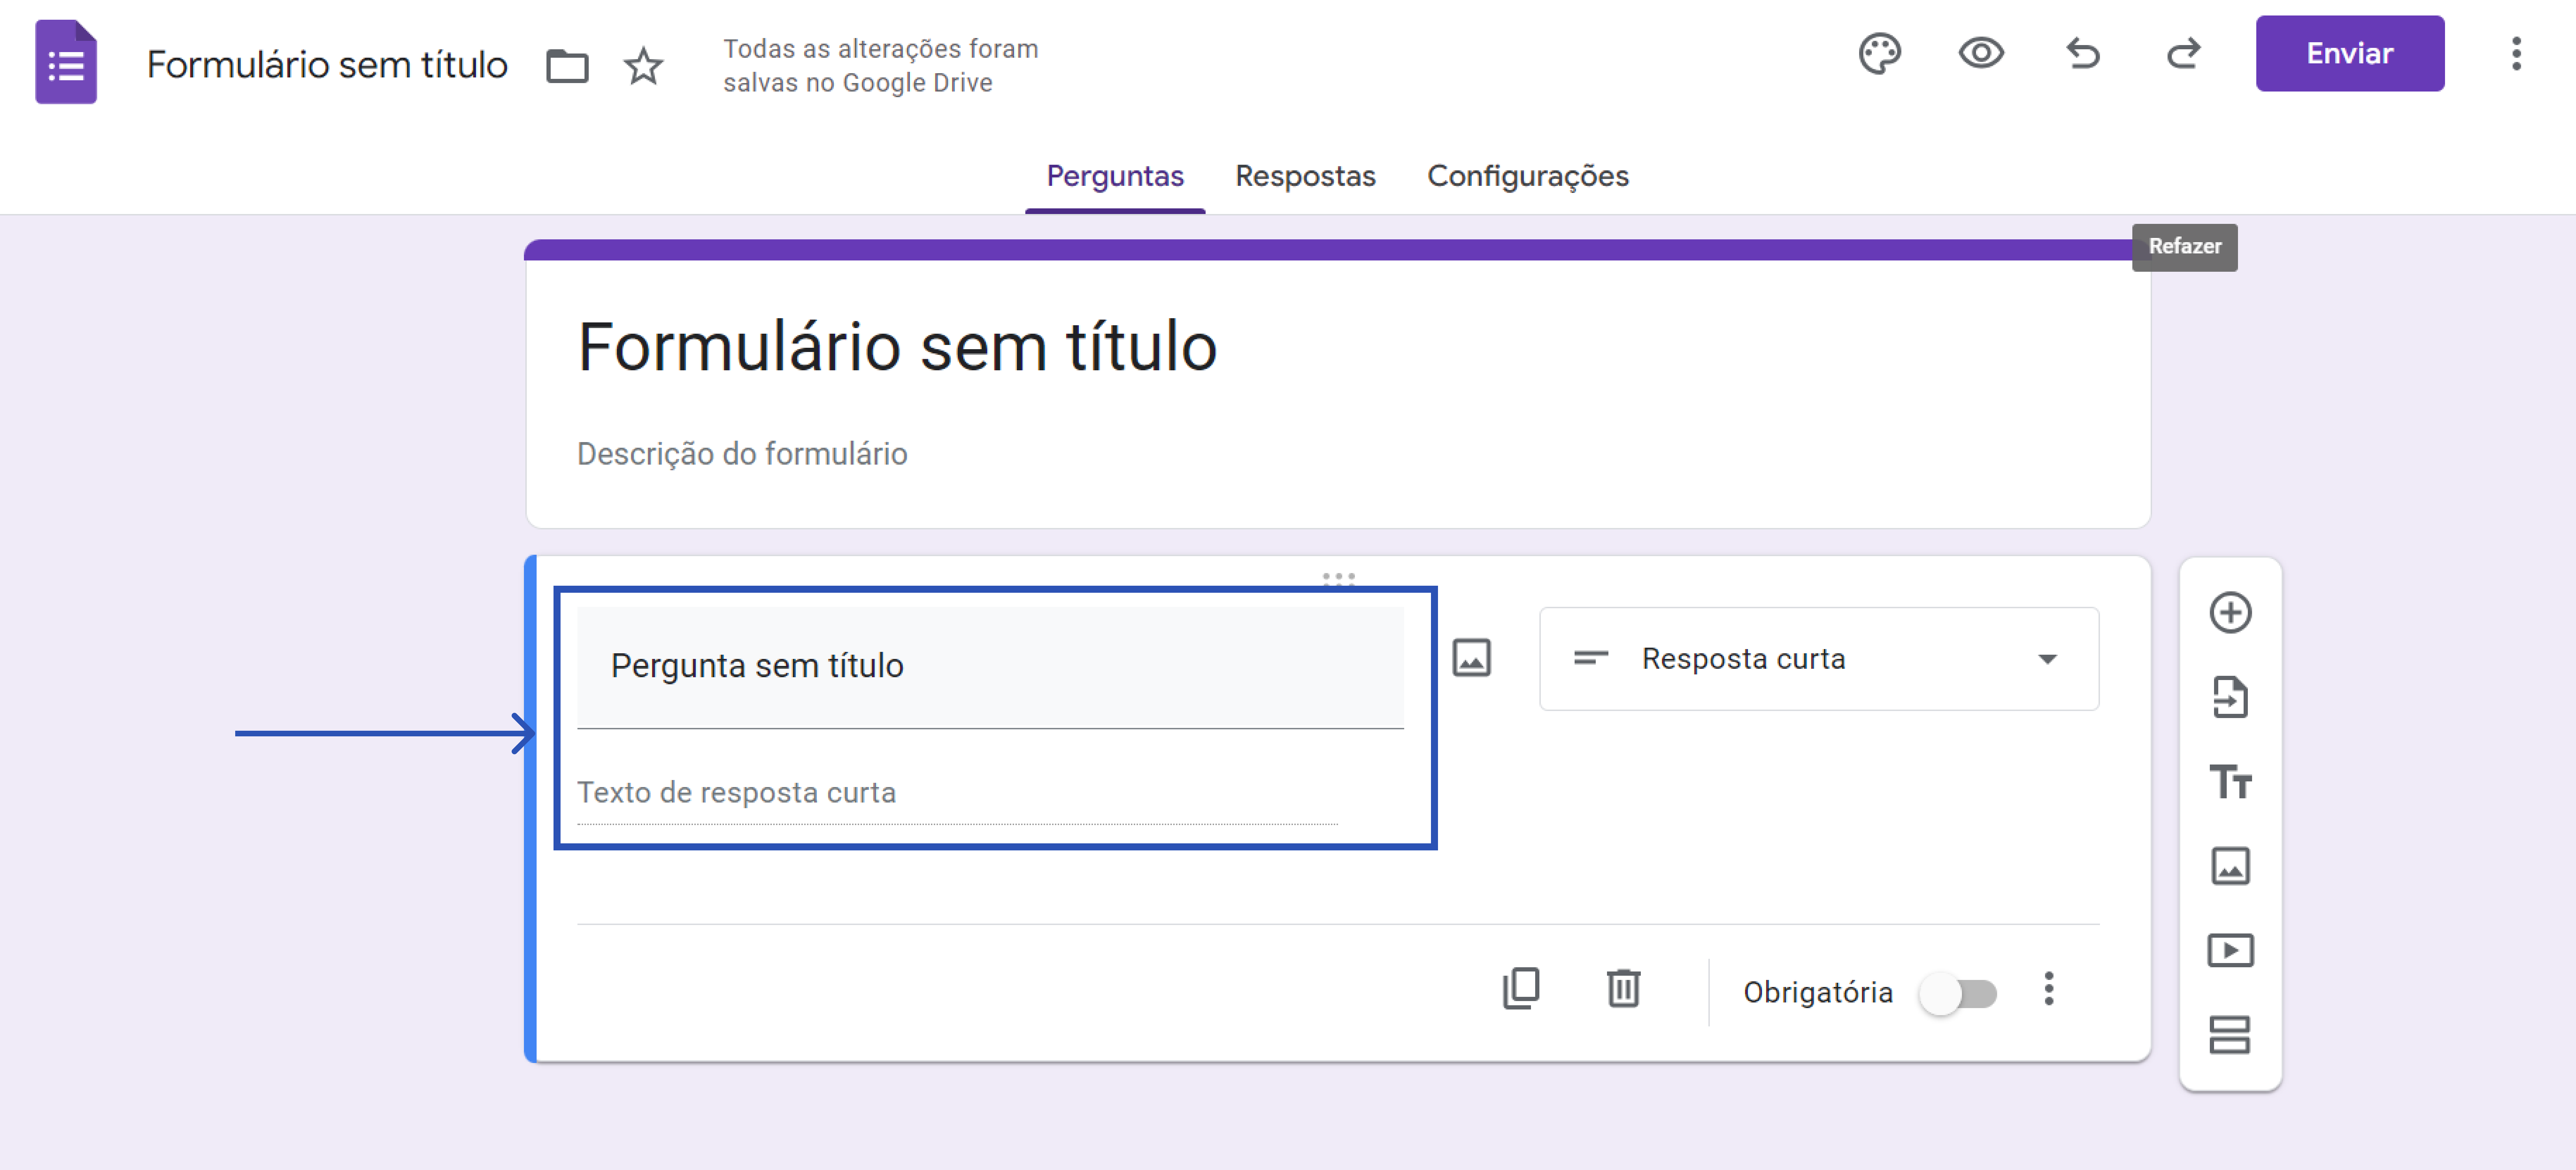 Formulário sem título
Todas as alterações foram
salvas no Google Drive
Enviar
Perguntas
Respostas
Configurações
Refazer
Formulário sem título
Descrição do formulário
Pergunta sem título
Resposta curta
Texto de resposta curta
Obrigatória